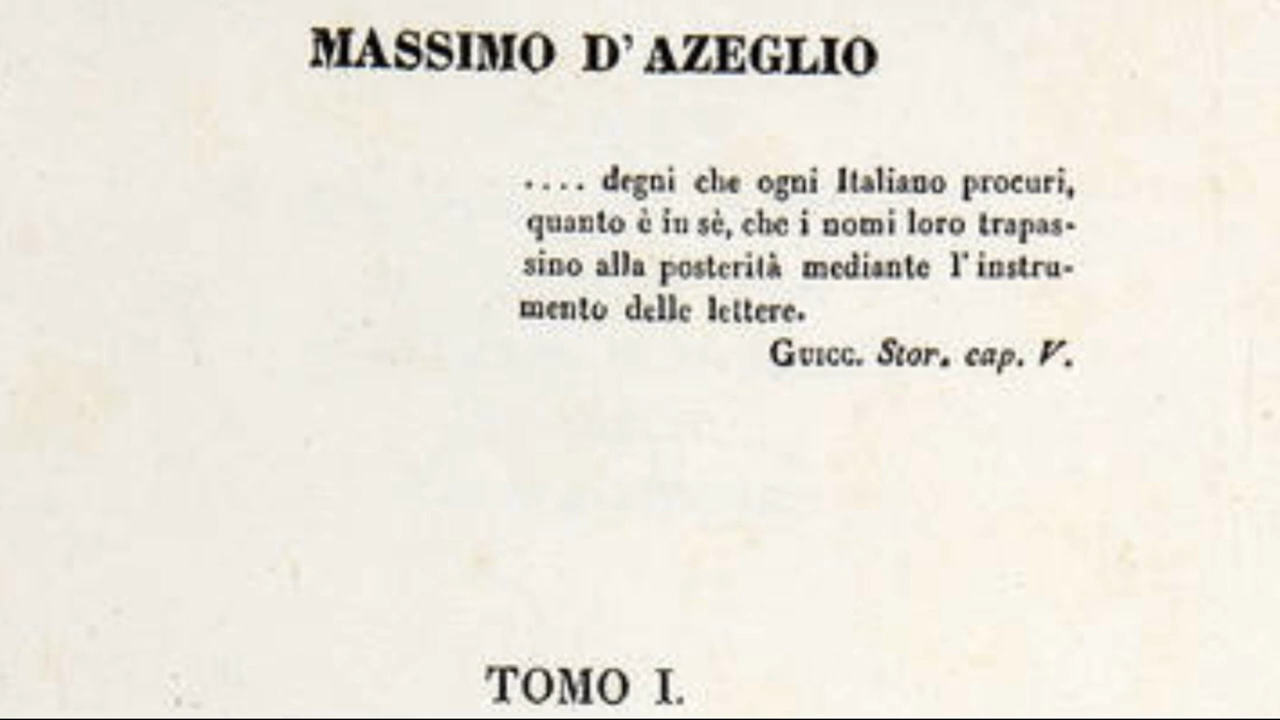 MASSIMO D'AZEGLIO
.... degni che ogni Italiano procuri,
quanto è in sè, che i nomi loro trapas-
sino alla posterità mediante l'instru-
mento delle lettere.
GUICC. Stor. cap. V.
TOMO I.